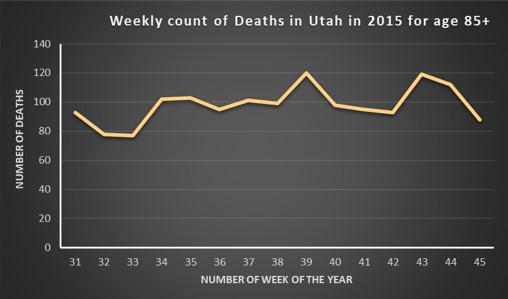 Weekly count of Deaths in Utah in 2015 for age 85+
140
120
100
80
60
40
20
0
NUMBER OF DEATHS
31 32 33 34 35 36 37 38 39 40 41 42 43 44 45
NUMBER OF WEEK OF THE YEAR